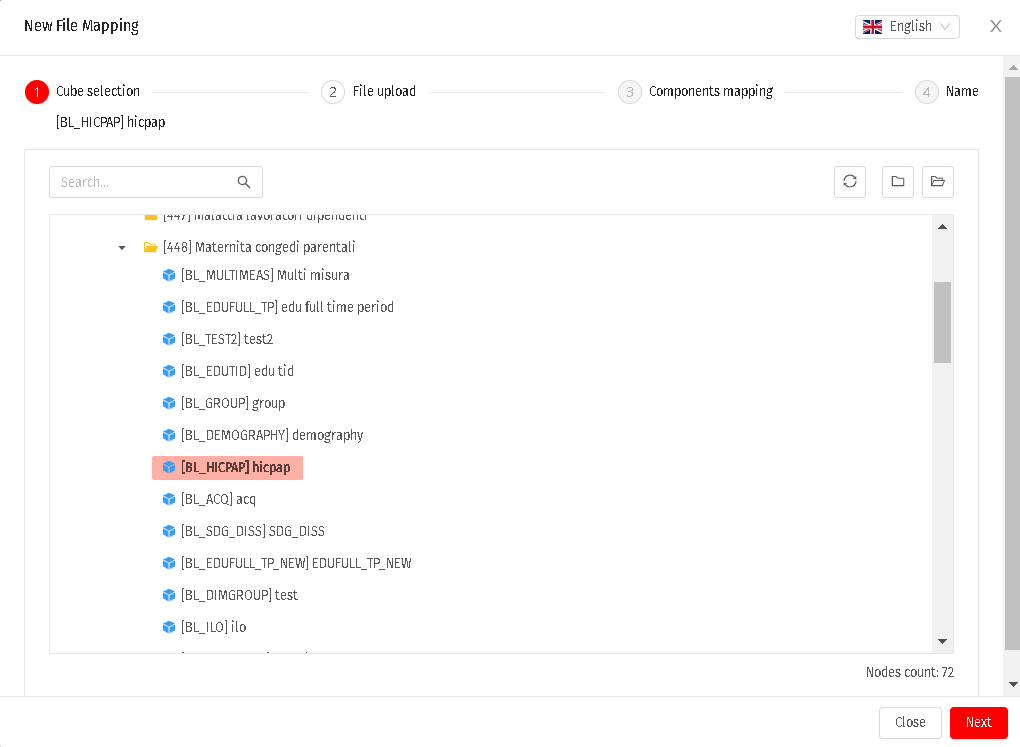 New File Mapping
English
1 Cube selection
2 File upload
3 Components mapping
4 Name
[BL_HICPAP] hicpap
Search...
[447] Malattia lavoratori dipendenti
[448] Maternita congedi parentali
[BL_MULTIMEAS] Multi misura
[BL_EDUFULL_TP] edu full time period
[BL_TEST2] test2
[BL_EDUTID] edu tid
[BL_GROUP] group
[BL_DEMOGRAPHY] demography
[BL_HICPAP] hicpap
[BL_ACQ] acq
[BL_SDG_DISS] SDG_DISS
[BL_EDUFULL_TP_NEW] EDUFULL_TP_NEW
[BL_DIMGROUP] test
[BL_ILO] ilo
Nodes count: 72
Close
Next